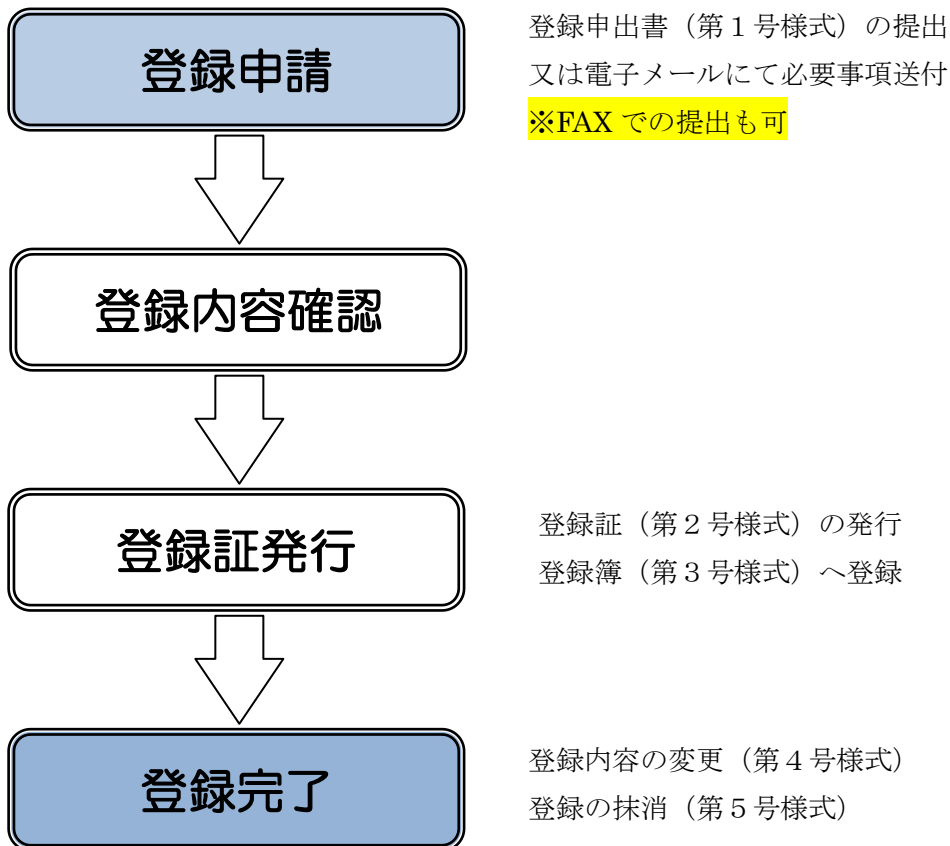 登録申請
登録申出書（第１号様式）の提出
又は電子メールにて必要事項送付
※FAX での提出も可
登録内容確認
登録証発行
登録証（第２号様式）の発行
登録簿（第３号様式）へ登録
登録完了
登録内容の変更（第４号様式）
登録の抹消（第５号様式）